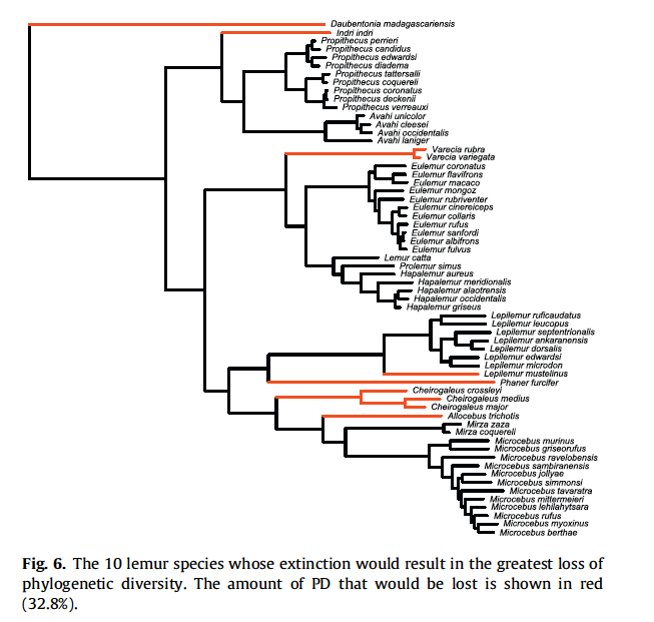 Daubentonia madagascariensis
Indri indri
Propithecus perrieri
Propithecus candidus
Propithecus edwardsi
Propithecus diadema
Propithecus tattersalli
Propithecus coquereli
Propithecus coronatus
Propithecus deckenii
Propithecus verreauxi
Avahi unicolor
Avahi cleesei
Avahi occidentalis
Avahi laniger
Varecia rubra
Varecia variegata
Eulemur coronatus
Eulemur flavifrons
Eulemur macaco
Eulemur mongoz
Eulemur rubriventer
Eulemur cinereiceps
Eulemur collaris
Eulemur rufus
Eulemur sanfordi
Eulemur albifrons
Eulemur fulvus
Lemur catta
Prolemur simus
Hapalemur aureus
Hapalemur meridionalis
Hapalemur alaotrensis
Hapalemur occidentalis
Hapalemur griseus
Lepilemur ruficaudatus
Lepilemur leucopus
Lepilemur septentrionalis
Lepilemur ankaranensis
Lepilemur dorsalis
Lepilemur edwardsi
Lepilemur microdon
Lepilemur mustelinus
Phaner furcifer
Cheirogaleus crossleyi
Cheirogaleus medius
Cheirogaleus major
Allocebus trichotis
Mirza zaza
Mirza coquereli
Microcebus murinus
Microcebus griseorufus
Microcebus ravelobensis
Microcebus sambiranensis
Microcebus jollyae
Microcebus simmonsi
Microcebus tavaratra
Microcebus mittermeieri
Microcebus lehilahytsara
Microcebus rufus
Microcebus myoxinus
Microcebus berthae
Fig. 6. The 10 lemur species whose extinction would result in the greatest loss of
phylogenetic diversity. The amount of PD that would be lost is shown in red
(32.8%).